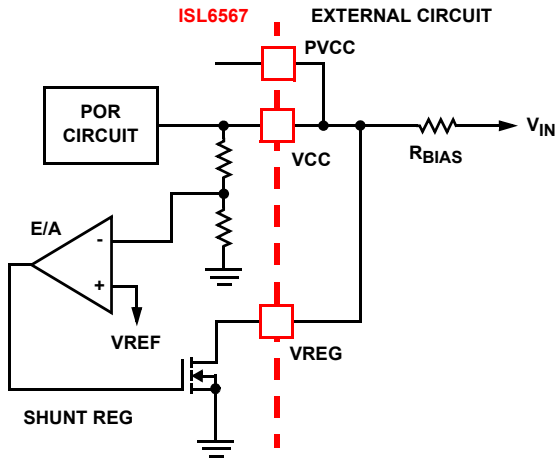 ISL6567 EXTERNAL CIRCUIT
PVCC
POR
CIRCUIT
VCC
RBIAS
VIN
E/A
-
+
VREF
VREG
SHUNT REG